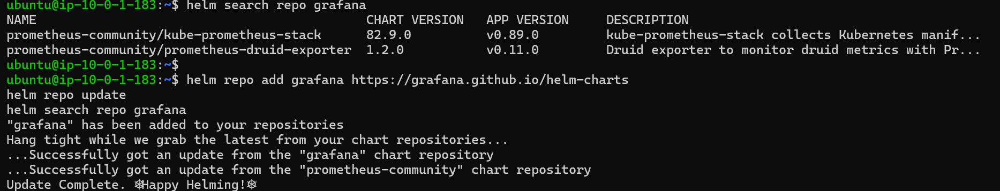 ubuntu@ip-10-0-1-183:~$ helm search repo grafana
NAME CHART VERSION APP VERSION DESCRIPTION
prometheus-community/kube-prometheus-stack 82.9.0 v0.89.0 kube-prometheus-stack collects Kubernetes manif...
prometheus-community/prometheus-druid-exporter 1.2.0 v0.11.0 Druid exporter to monitor druid metrics with Pr...
ubuntu@ip-10-0-1-183:~$
ubuntu@ip-10-0-1-183:~$ helm repo add grafana https://grafana.github.io/helm-charts
helm repo update
helm search repo grafana
"grafana" has been added to your repositories
Hang tight while we grab the latest from your chart repositories...
...Successfully got an update from the "grafana" chart repository
...Successfully got an update from the "prometheus-community" chart repository
Update Complete. ⎈Happy Helming!⎈